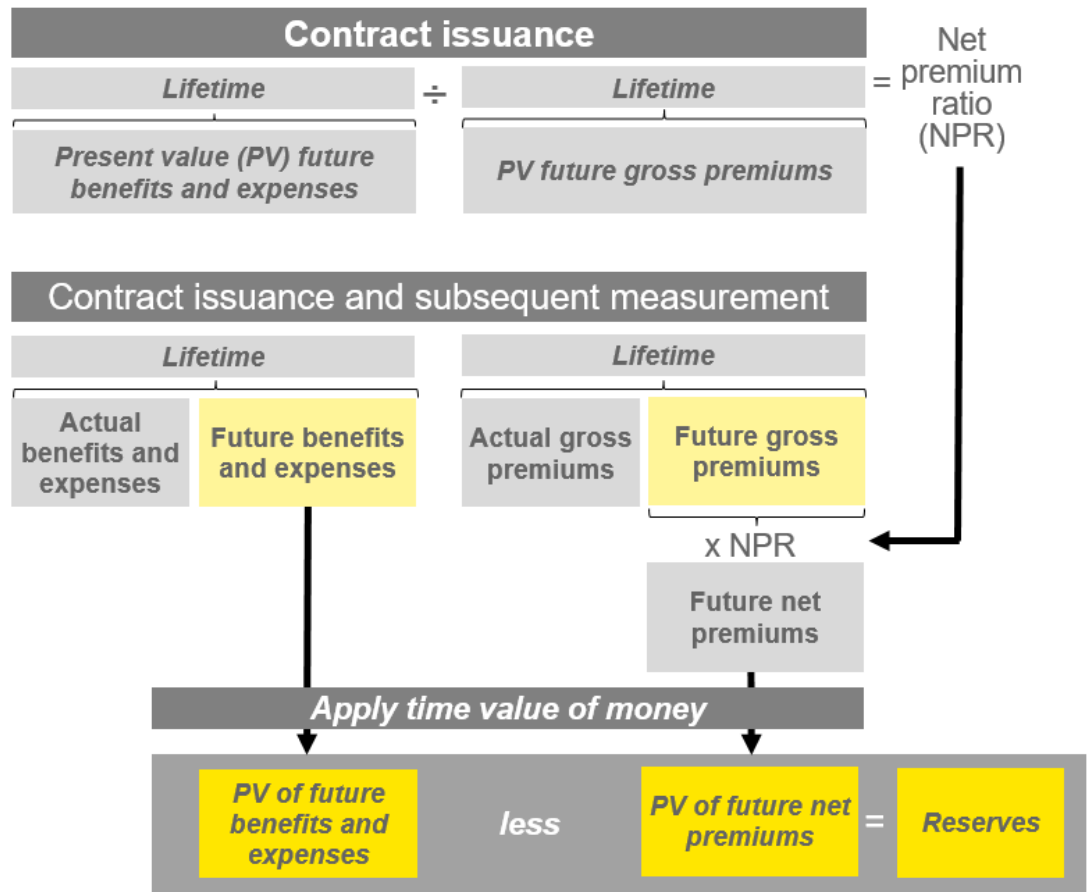 Contract issuance
Lifetime
÷
Lifetime
=
Net
premium
ratio
(NPR)
Present value (PV) future
benefits and expenses
PV future gross premiums
Contract issuance and subsequent measurement
Lifetime
Lifetime
Actual
benefits and
expenses
Future benefits
and expenses
Actual gross
premiums
Future gross
premiums
x NPR
Future net
premiums
Apply time value of money
PV of future
benefits and
expenses
less
PV of future net
premiums
=
Reserves